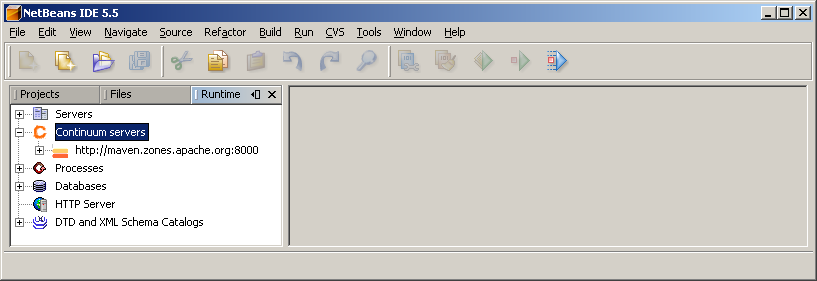 NetBeans IDE 5.5
File Edit View Navigate Source Refactor Build Run CVS Tools Window Help
Projects Files Runtime
Servers
Continuum servers
http://maven.zones.apache.org:8000
Processes
Databases
HTTP Server
DTD and XML Schema Catalogs